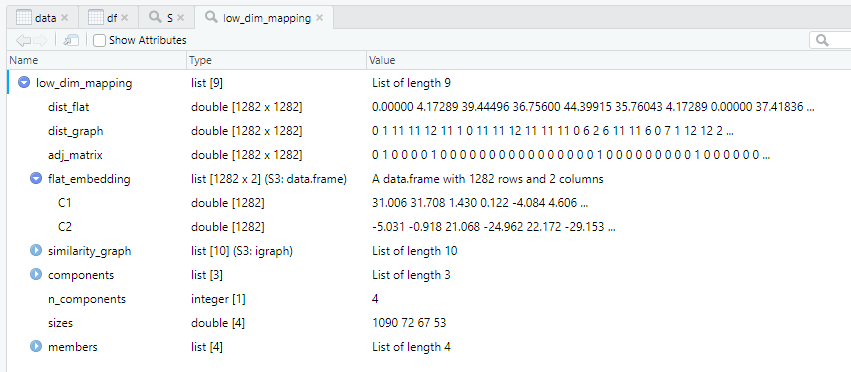 data df S low_dim_mapping
Show Attributes
Name Type Value
low_dim_mapping list [9] List of length 9
dist_flat double [1282 x 1282] 0.00000 4.17289 39.44496 36.75600 44.39915 35.76043 4.17289 0.00000 37.41836 ...
dist_graph double [1282 x 1282] 0 1 11 11 12 11 1 0 11 11 12 11 11 11 0 6 2 6 11 11 6 0 7 1 12 12 2 ...
adj_matrix double [1282 x 1282] 0 1 0 0 0 0 1 0 0 0 0 0 0 0 0 0 0 0 0 0 0 0 0 1 0 0 0 0 0 0 0 0 0 1 0 0 0 0 0 0 ...
flat_embedding list [1282 x 2] (S3: data.frame) A data.frame with 1282 rows and 2 columns
C1 double [1282] 31.006 31.708 1.430 0.122 -4.084 4.606 ...
C2 double [1282] -5.031 -0.918 21.068 -24.962 22.172 -29.153 ...
similarity_graph list [10] (S3: igraph) List of length 10
components list [3] List of length 3
n_components integer [1] 4
sizes double [4] 1090 72 67 53
members list [4] List of length 4